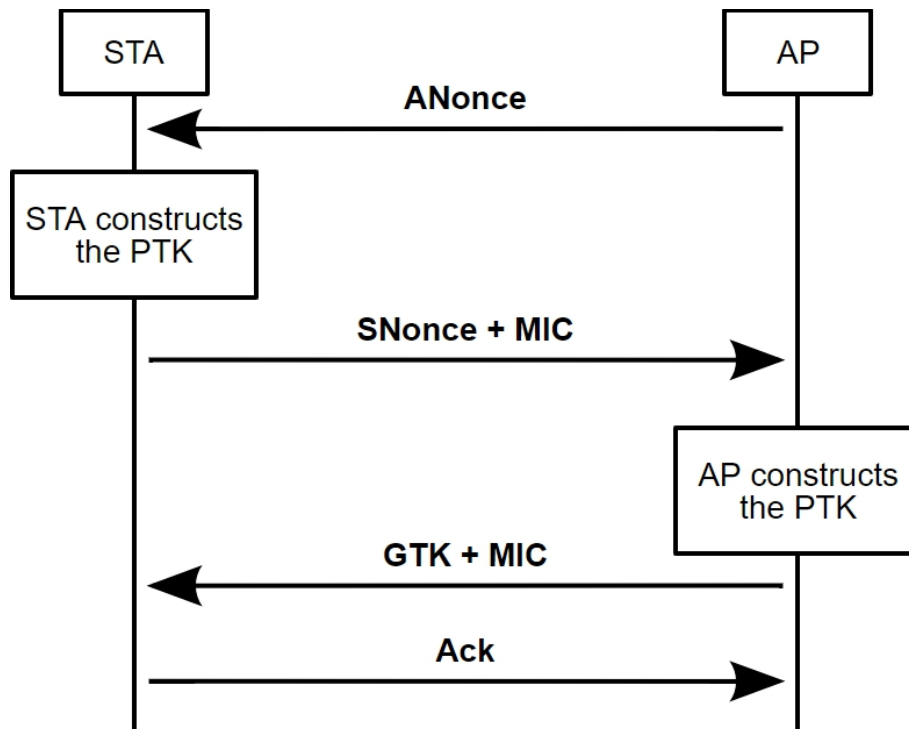 STA
AP
ANonce
STA constructs
the PTK
SNonce + MIC
AP constructs
the PTK
GTK + MIC
Ack